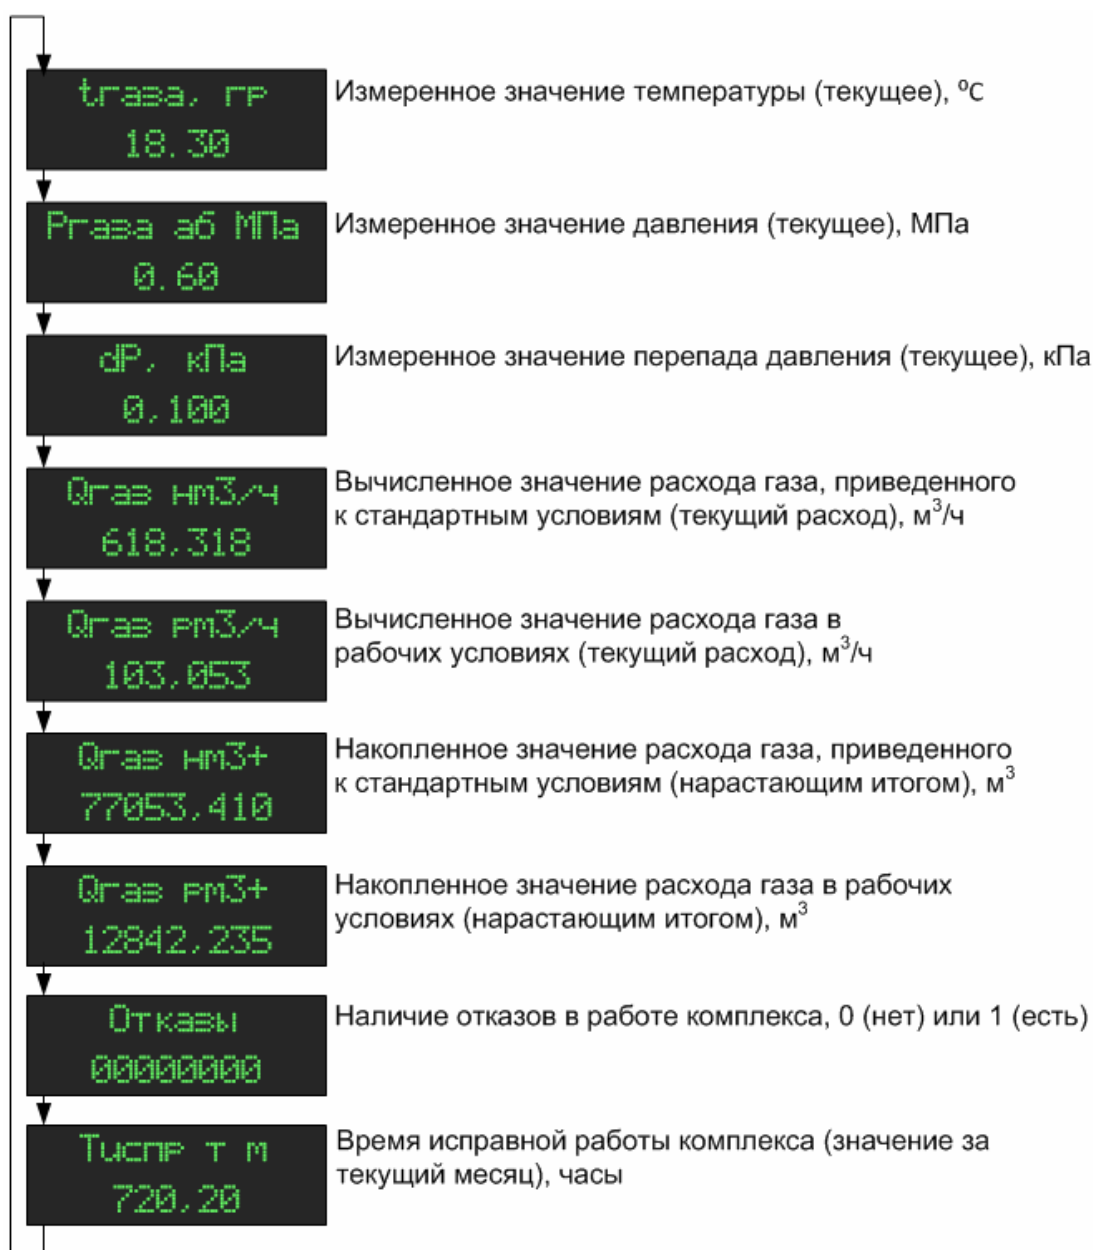 tгаза, гр
18.30
Измеренное значение температуры (текущее), ºС
Ргаза аб МПа
0.60
Измеренное значение давления (текущее), МПа
dP, кПа
0,100
Измеренное значение перепада давления (текущее), кПа
Qгаз нм3/ч
618,318
Вычисленное значение расхода газа, приведенного
к стандартным условиям (текущий расход), м³/ч
Qгаз рм3/ч
103,053
Вычисленное значение расхода газа в
рабочих условиях (текущий расход), м³/ч
Qгаз нм3+
77053,410
Накопленное значение расхода газа, приведенного
к стандартным условиям (нарастающим итогом), м³
Qгаз рм3+
12842,235
Накопленное значение расхода газа в рабочих
условиях (нарастающим итогом), м³
Отказы
00000000
Наличие отказов в работе комплекса, 0 (нет) или 1 (есть)
Тиспр т м
720,20
Время исправной работы комплекса (значение за
текущий месяц), часы